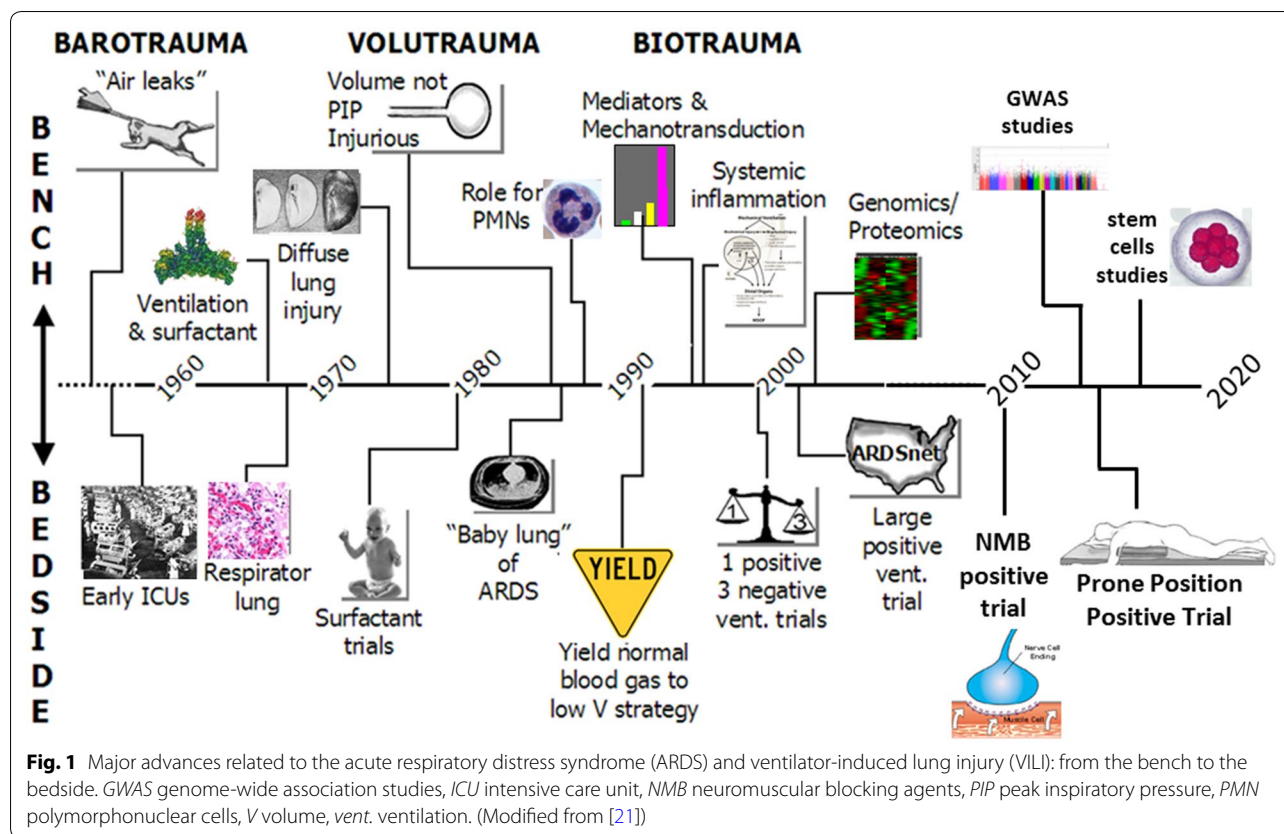 BAROTRAUMA
VOLUTRAUMA
BIOTRAUMA
"Air leaks"
Volume not
PIP
Injurious
Mediators &
Mechanotransduction
GWAS
studies
Role for
PMNs
Systemic
inflammation
Genomics/
Proteomics
stem
cells
studies
Ventilation
& surfactant
Diffuse
lung
injury
BENCH
1960
1970
1980
1990
2000
2010
2020
BEDSIDE
Early ICUs
Respirator
lung
Surfactant
trials
"Baby lung"
of
ARDS
YIELD
Yield normal
blood gas to
low V strategy
1
3
1 positive
3 negative
vent. trials
ARDSnet
Large
positive
vent.
trial
NMB
positive
trial
Nerve Cell
Ending
Muscle Cell
Prone Position
Positive Trial
Fig. 1 Major advances related to the acute respiratory distress syndrome (ARDS) and ventilator-induced lung injury (VILI): from the bench to the
bedside. GWAS genome-wide association studies, ICU intensive care unit, NMB neuromuscular blocking agents, PIP peak inspiratory pressure, PMN
polymorphonuclear cells, V volume, vent. ventilation. (Modified from [21])